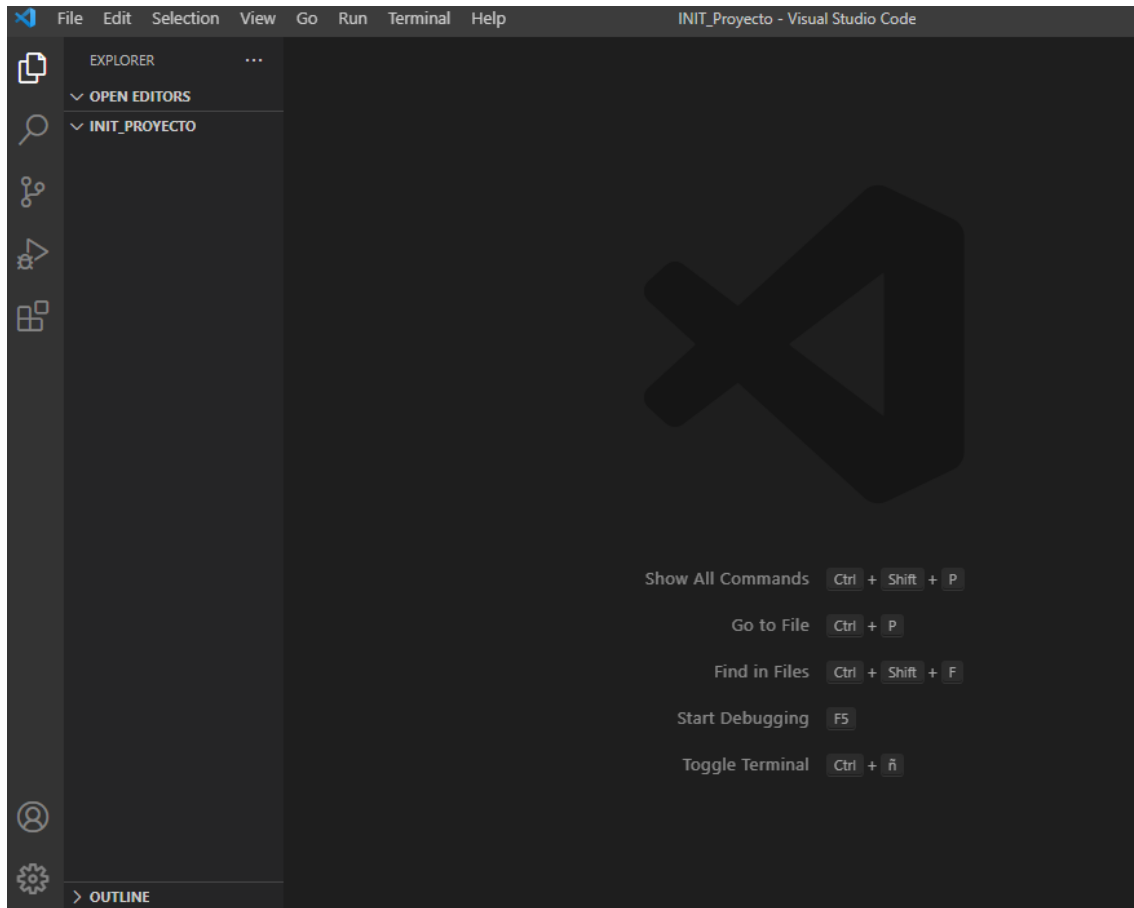 File Edit Selection View Go Run Terminal Help INIT_Proyecto - Visual Studio Code
EXPLORER ...
OPEN EDITORS
INIT_PROYECTO
Show All Commands Ctrl + Shift + P
Go to File Ctrl + P
Find in Files Ctrl + Shift + F
Start Debugging F5
Toggle Terminal Ctrl + ñ
OUTLINE